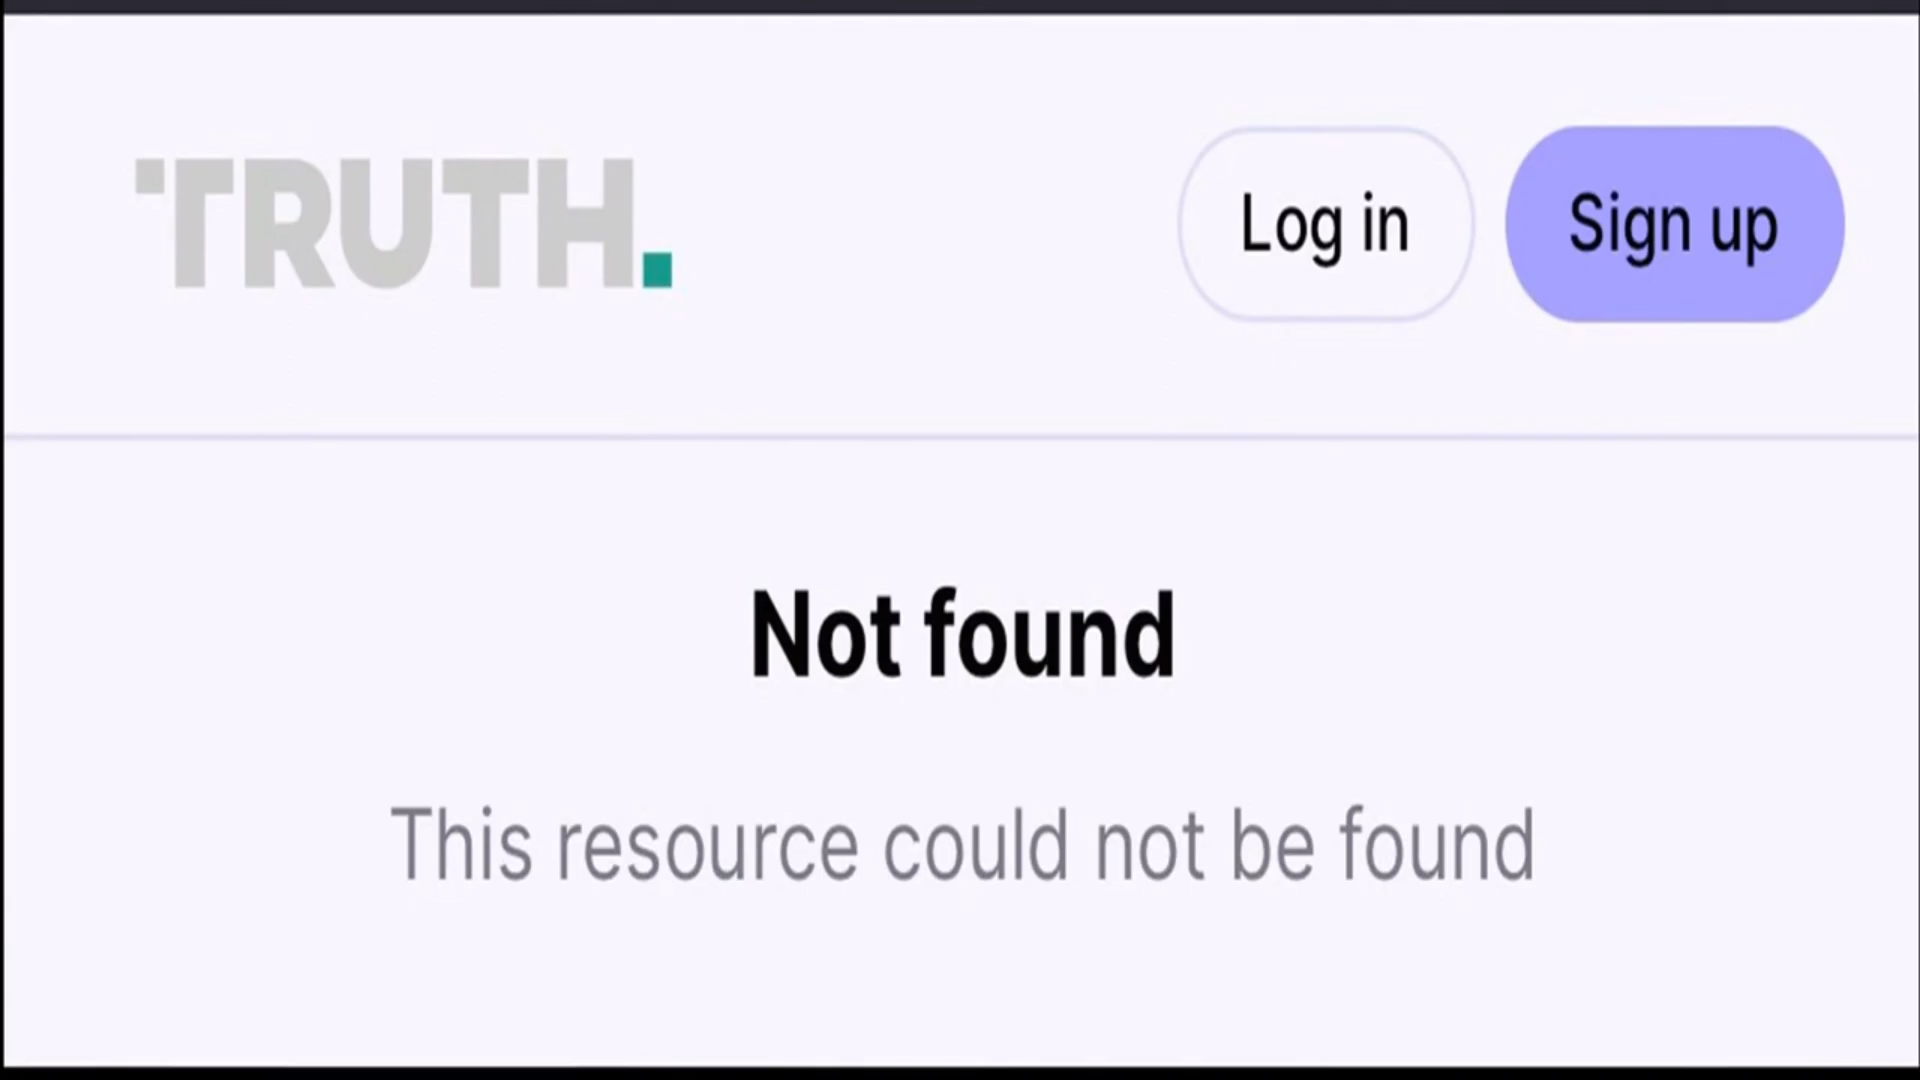 TRUTH.
Log in
Sign up
Not found
This resource could not be found